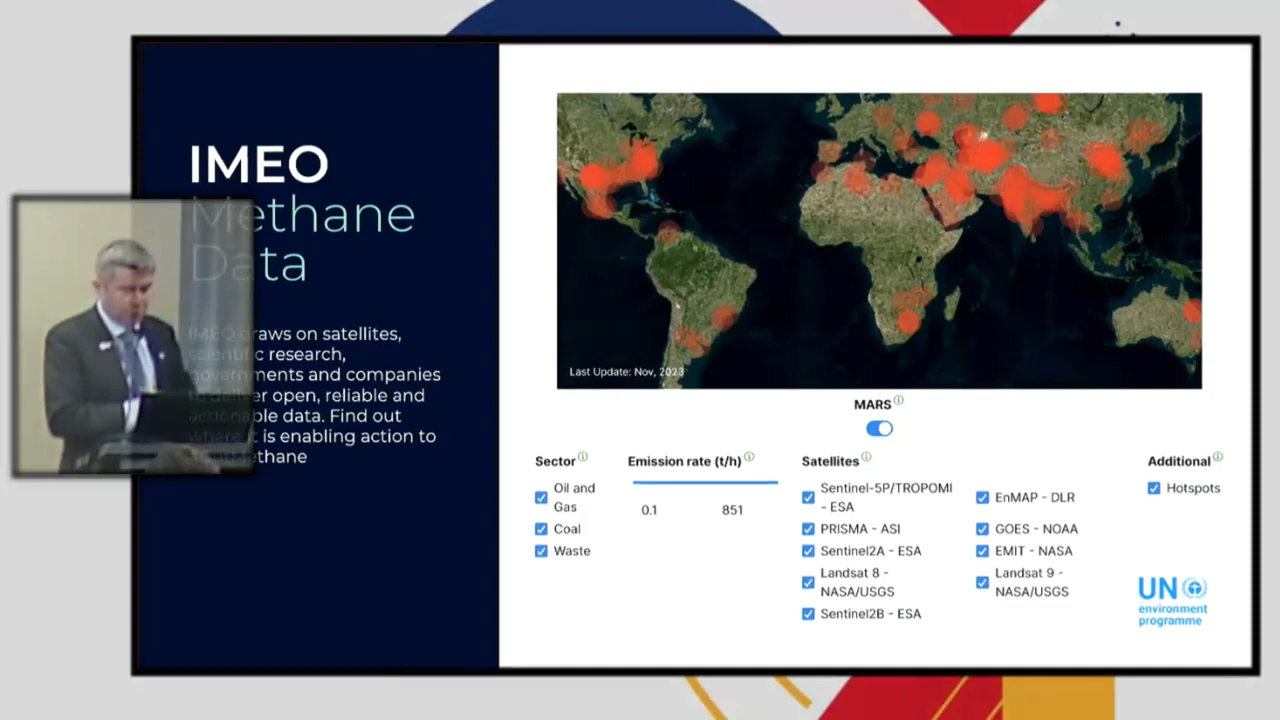 IMEO
Methane
Data
IMEO draws on satellites,
scientific research,
governments and companies
to deliver open, reliable and
actionable data. Find out
where it is enabling action to
methane
Last Update: Nov, 2023
MARS
Sector
Oil and
Gas
Coal
Waste
Emission rate (t/h)
0.1 851
Satellites
Sentinel-5P/TROPOMI
- ESA
PRISMA - ASI
Sentinel2A - ESA
Landsat 8 -
NASA/USGS
Sentinel2B - ESA
EnMAP - DLR
GOES - NOAA
EMIT - NASA
Landsat 9 -
NASA/USGS
Additional
Hotspots
UN
environment
programme